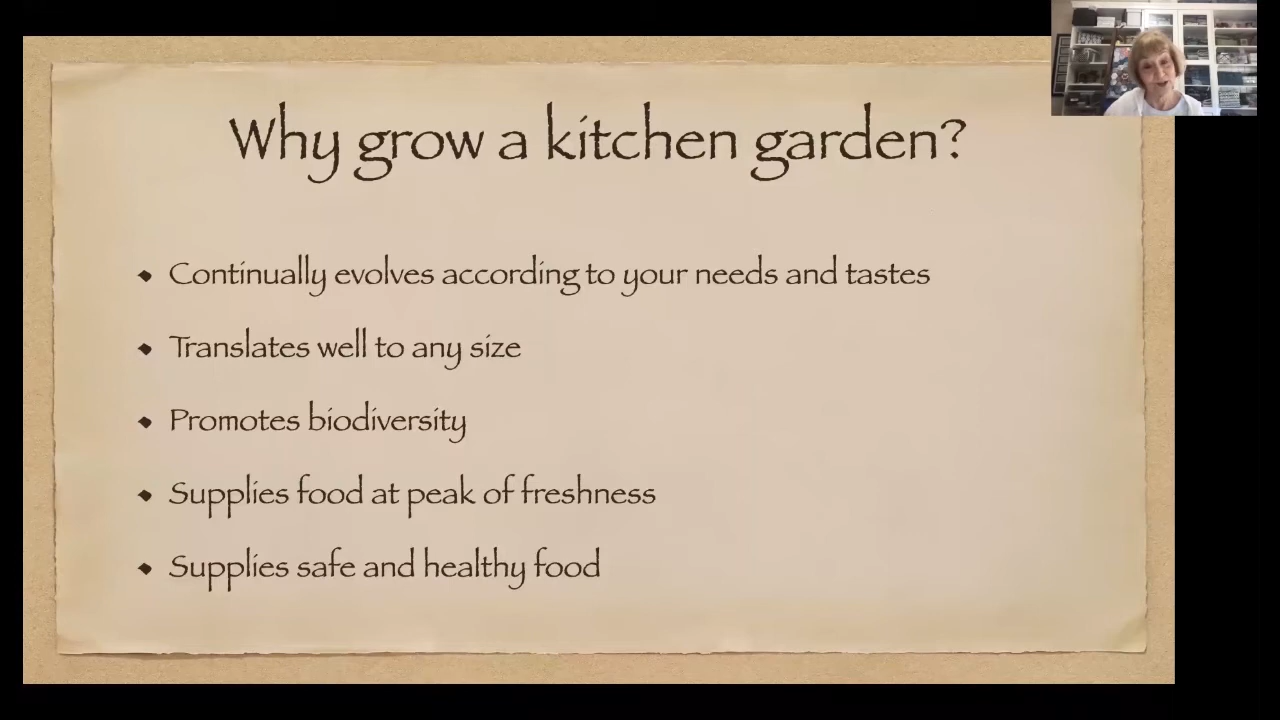 Why grow a kitchen garden?
• Continually evolves according to your needs and tastes
• Translates well to any size
• Promotes biodiversity
• Supplies food at peak of freshness
• Supplies safe and healthy food